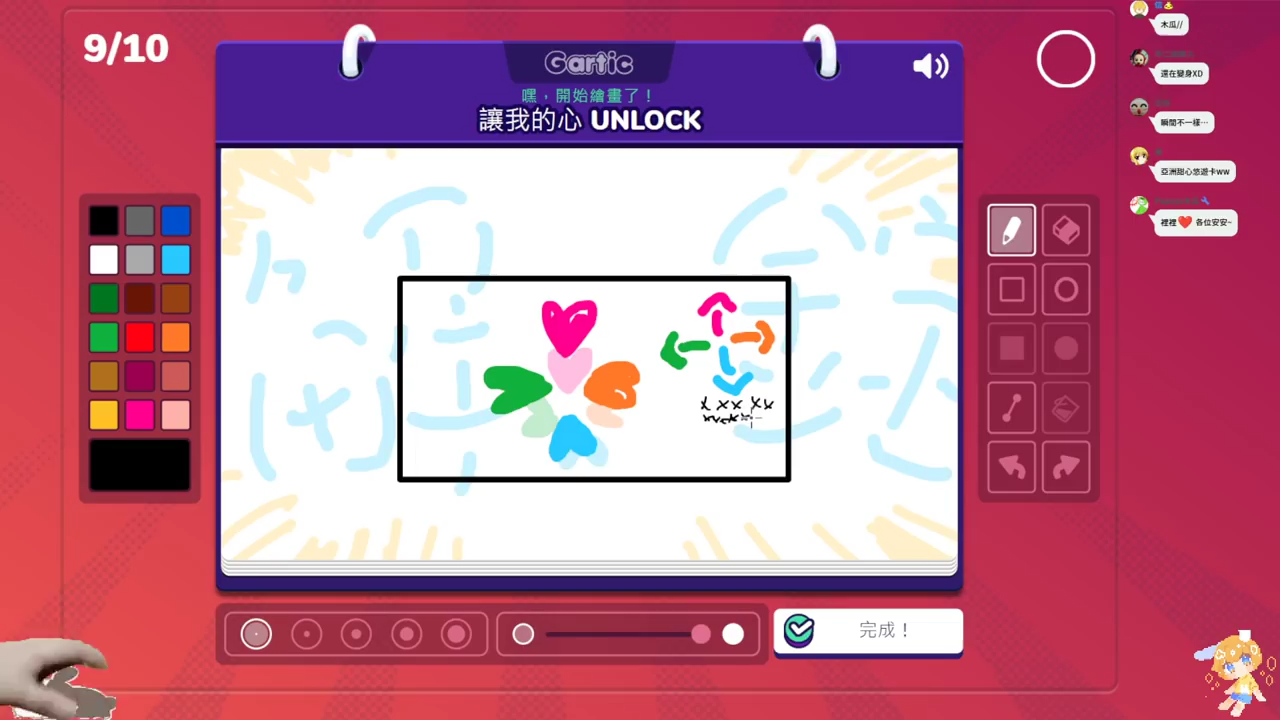 9/10
Gartic
嘿，開始繪畫了！
讓我的心 UNLOCK
木瓜//
還在變身XD
瞬間不一樣…
亞洲甜心悠遊卡ww
裡裡❤️ 各位安安~
完成！